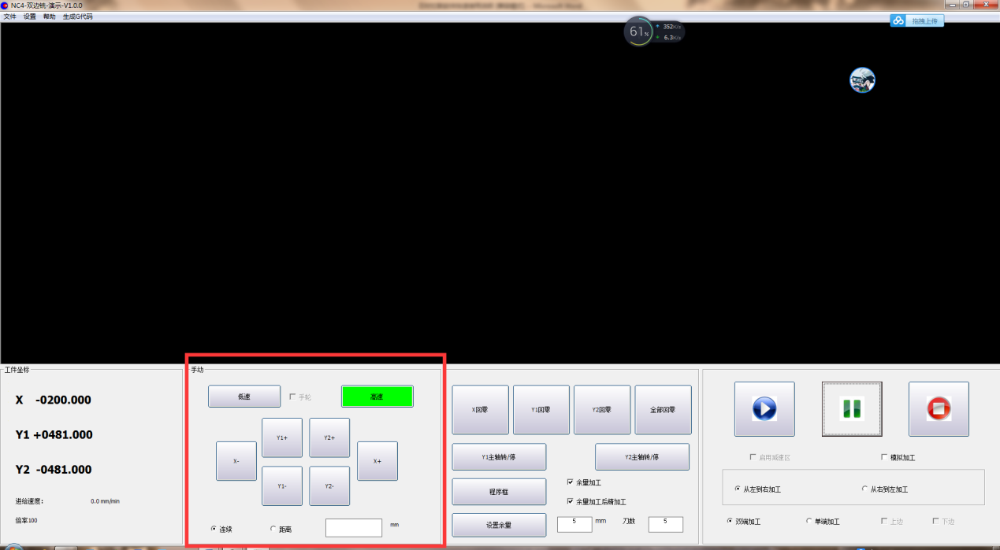 NC4-双边铣-演示-V1.0.0
文件 设置 帮助 生成G代码
61%
352K/s
6.3K/s
拖拽上传
工件坐标
X -0200.000
Y1 +0481.000
Y2 -0481.000
进给速度: 0.0 mm/min
倍率100
手动
低速 手轮 高速
Y1+ Y2+
X- X+
Y1- Y2-
连续 距离 mm
X回零 Y1回零 Y2回零 全部回零
Y1主轴转/停 Y2主轴转/停
程序框 余量加工
余量加工后精加工
设置余量 5 mm 刀数 5
启用减速区 模拟加工
从左到右加工 从右到左加工
双端加工 单端加工 上边 下边